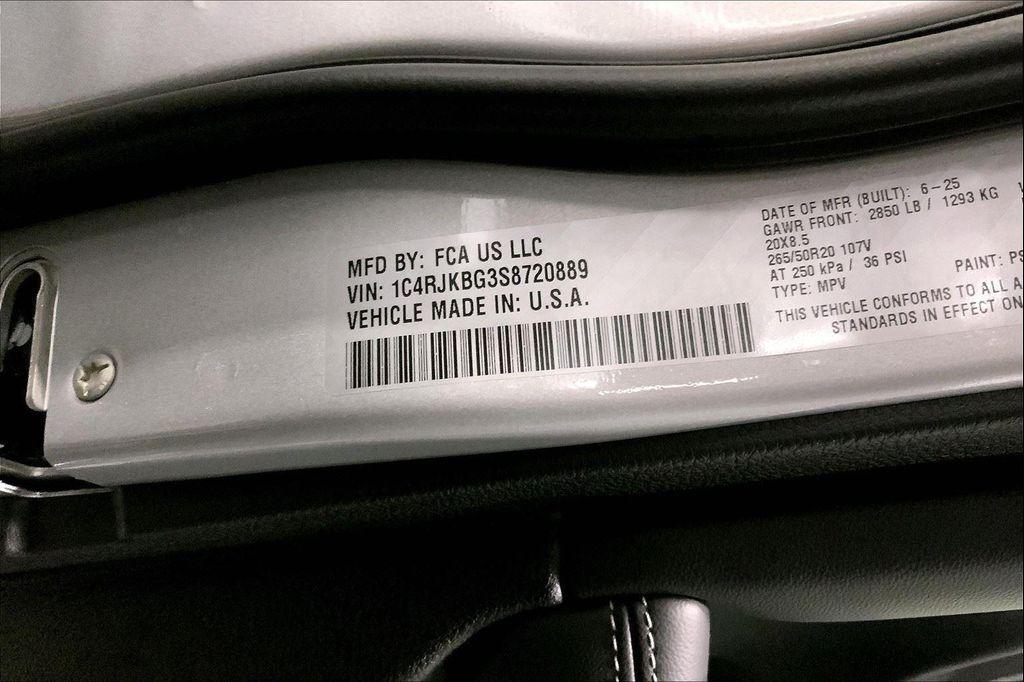 MFD BY: FCA US LLC
VIN: 1C4RJKBG3S8720889
VEHICLE MADE IN: U.S.A.
DATE OF MFR (BUILT): 6-25
GAWR FRONT: 2850 LB / 1293 KG
20X8.5
265/50R20 107V
AT 250 kPa / 36 PSI
TYPE: MPV
PAINT: PS
THIS VEHICLE CONFORMS TO ALL A
STANDARDS IN EFFECT ON